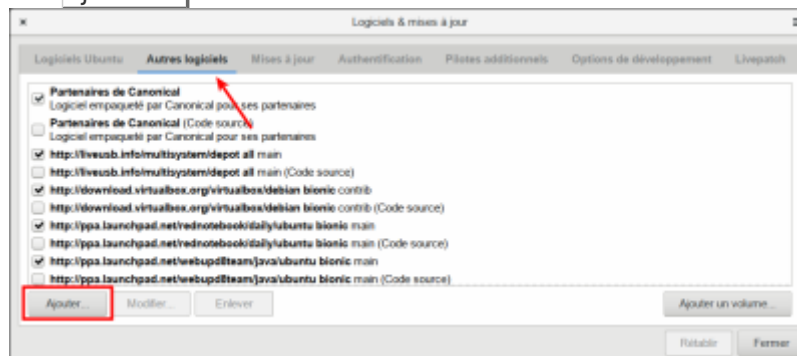 Logiciels & mises à jour
Logiciels Ubuntu Autres logiciels Mises à jour Authentification Pilotes additionnels Options de développement Livepatch
Partenaires de Canonical
Logiciel empaqueté par Canonical pour ses partenaires
Partenaires de Canonical (Code source)
Logiciel empaqueté par Canonical pour ses partenaires
http://liveusb.info/multisystem/depot all main
http://liveusb.info/multisystem/depot all main (Code source)
http://download.virtualbox.org/virtualbox/debian bionic contrib
http://download.virtualbox.org/virtualbox/debian bionic contrib (Code source)
http://ppa.launchpad.net/rednotebook/daily/ubuntu bionic main
http://ppa.launchpad.net/rednotebook/daily/ubuntu bionic main (Code source)
http://ppa.launchpad.net/webupd8team/java/ubuntu bionic main
http://ppa.launchpad.net/webupd8team/java/ubuntu bionic main (Code source)
Ajouter... Modifier... Enlever Ajouter un volume...
Rétablir Fermer